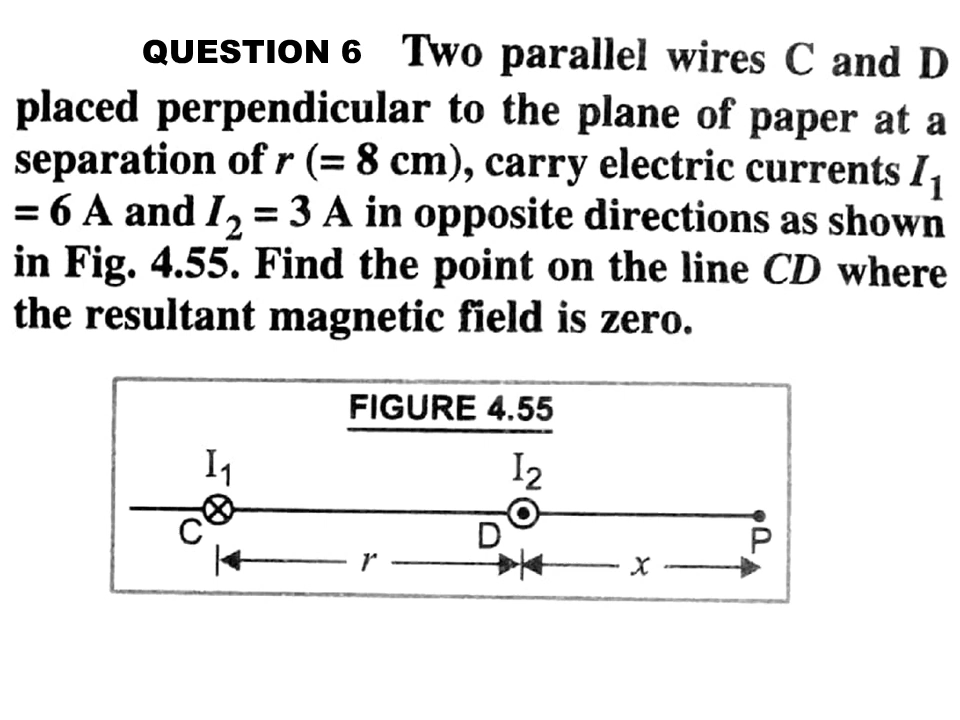 QUESTION 6 Two parallel wires C and D
placed perpendicular to the plane of paper at a
separation of r (= 8 cm), carry electric currents I₁
= 6 A and I₂ = 3 A in opposite directions as shown
in Fig. 4.55. Find the point on the line CD where
the resultant magnetic field is zero.
FIGURE 4.55
I₁ I₂
C D P
r x